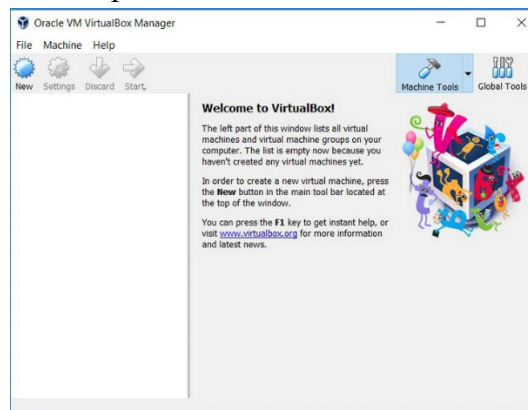 Oracle VM VirtualBox Manager
File Machine Help
New Settings Discard Start
Machine Tools Global Tools
Welcome to VirtualBox!
The left part of this window lists all virtual
machines and virtual machine groups on your
computer. The list is empty now because you
haven't created any virtual machines yet.
In order to create a new virtual machine, press
the New button in the main tool bar located at
the top of the window.
You can press the F1 key to get instant help, or
visit www.virtualbox.org for more information
and latest news.